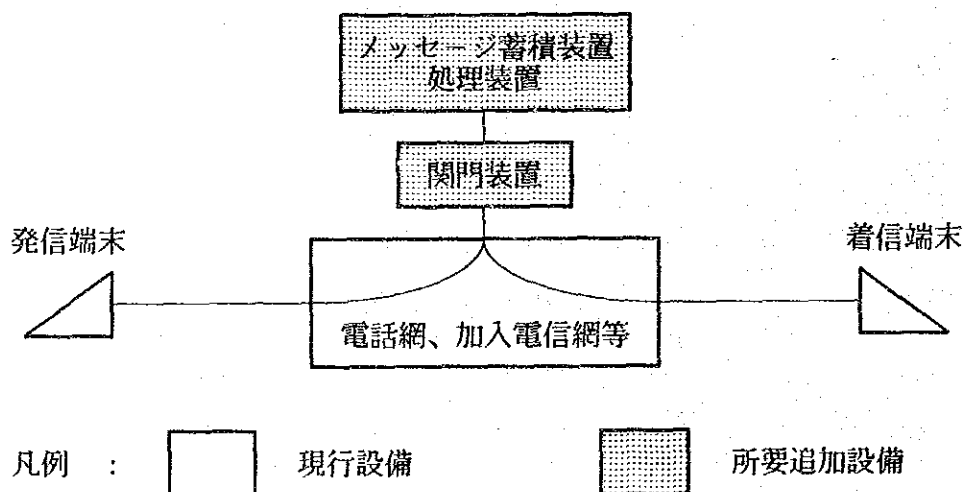 メッセージ蓄積装置
処理装置
関門装置
発信端末
着信端末
電話網、加入電信網等
凡例 :
現行設備
所要追加設備